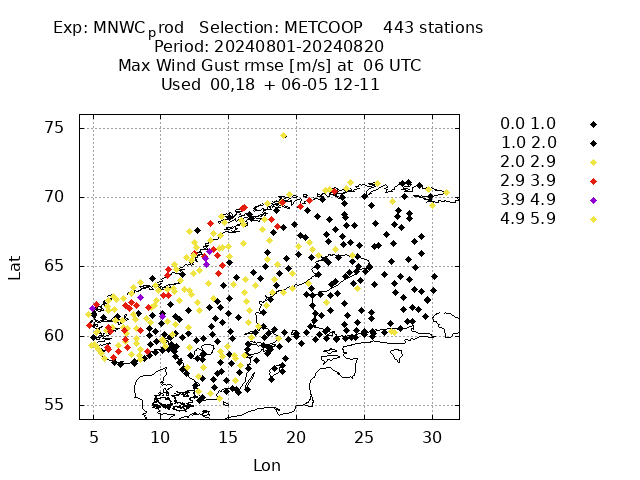 Exp: MNWCprod Selection: METCOOP 443 stations
Period: 20240801-20240820
Max Wind Gust rmse [m/s] at 06 UTC
Used 00,18 + 06-05 12-11
0.0 1.0
1.0 2.0
2.0 2.9
2.9 3.9
3.9 4.9
4.9 5.9
75
70
65
60
55
Lat
5 10 15 20 25 30
Lon